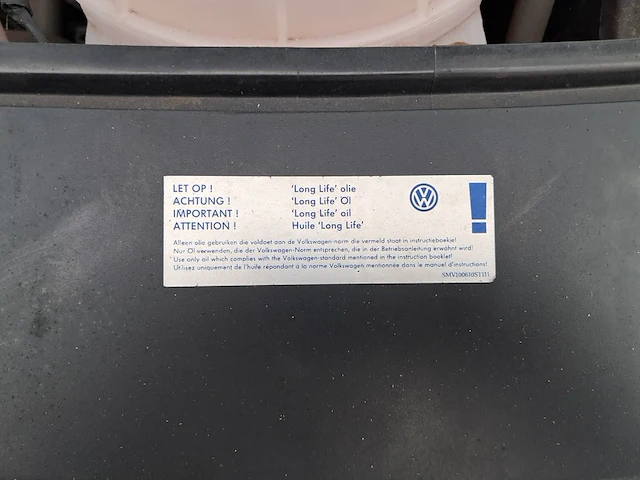 LET OP ! 'Long Life' olie
ACHTUNG ! 'Long Life' Öl
IMPORTANT ! 'Long Life' oil
ATTENTION ! Huile 'Long Life'
VW
!
Alleen olie gebruiken die voldoet aan de Volkswagen-norm die vermeld staat in instructieboekje!
Nur Öl verwenden, die der Volkswagen-Norm entsprechen, die in der Betriebsanleitung erwähnt wird!
Use only oil which complies with the Volkswagen-standard mentioned in the instruction booklet!
Utilisez uniquement de l'huile repondant à la norme Volkswagen mentionnée dans le manuel d'instructions!
SMV100610S1111